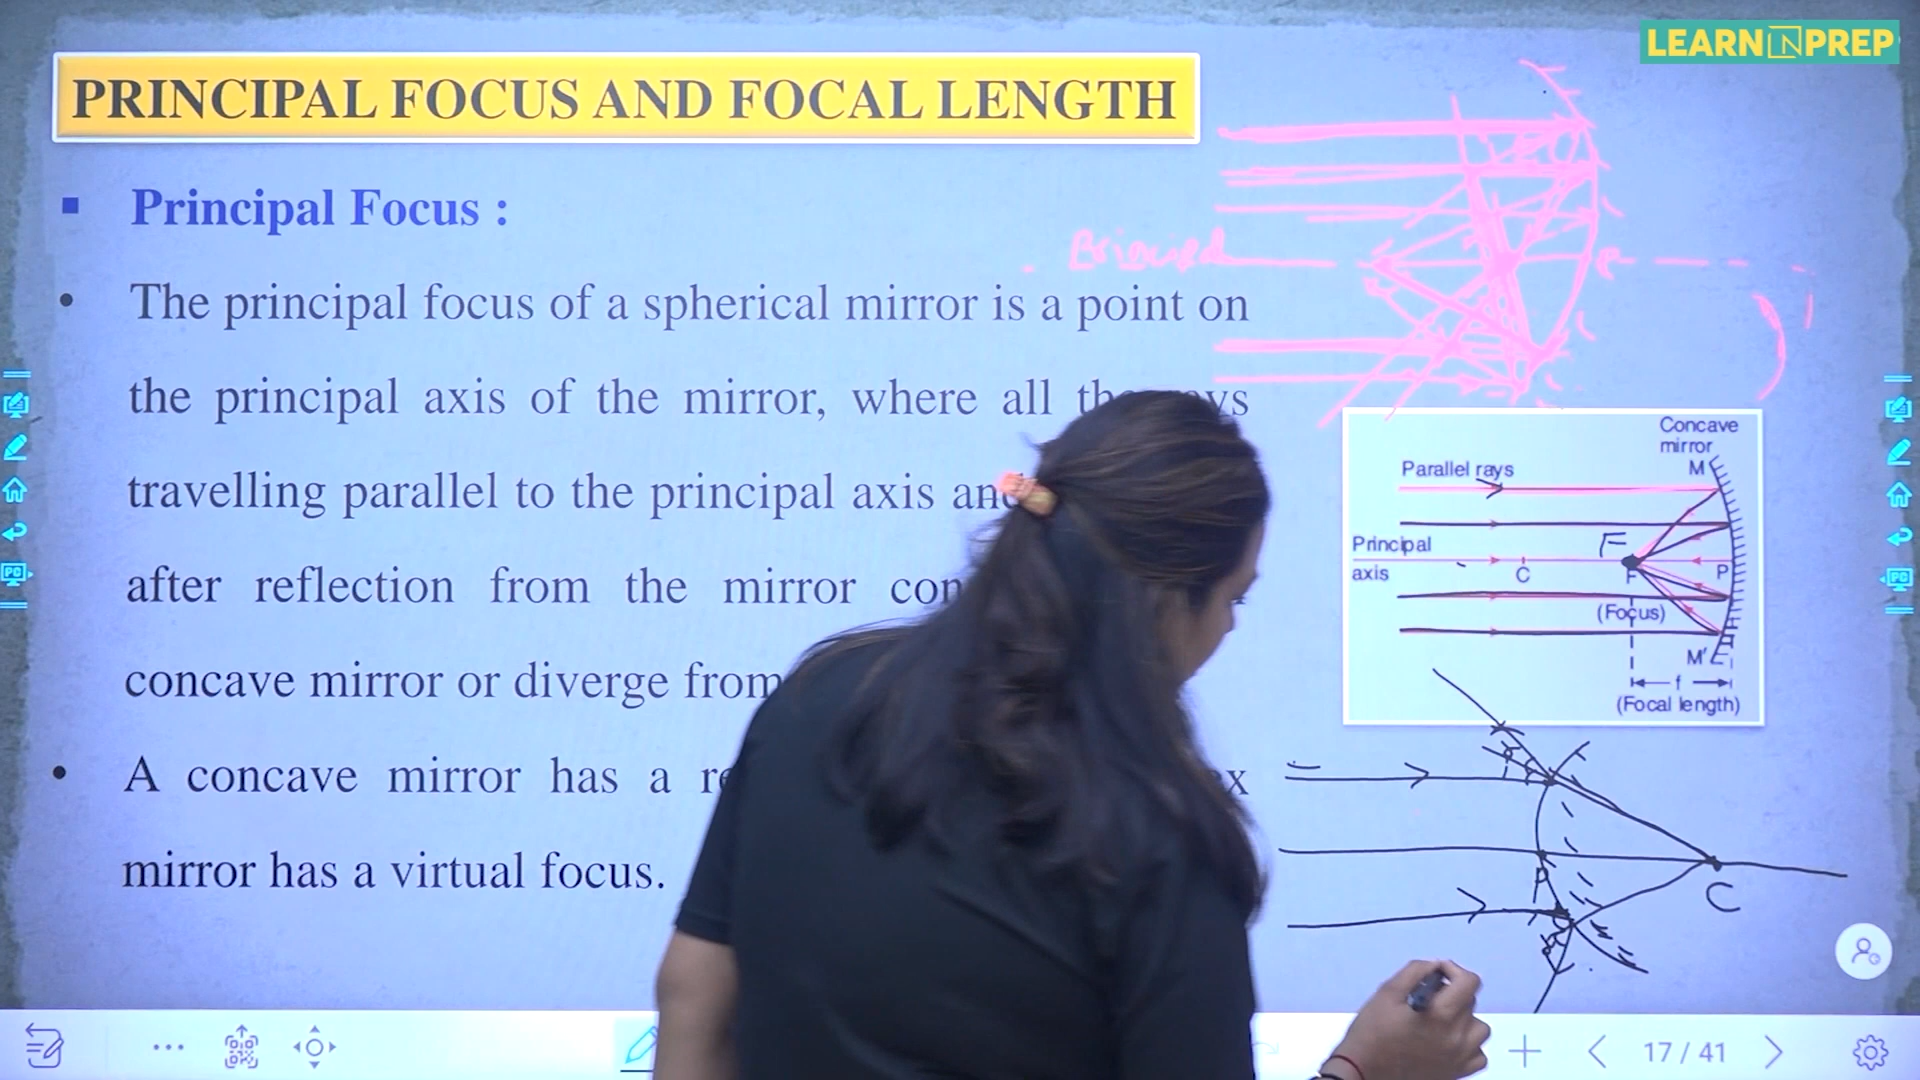 LEARN N PREP
PRINCIPAL FOCUS AND FOCAL LENGTH
Principal Focus :
The principal focus of a spherical mirror is a point on
the principal axis of the mirror, where all
travelling parallel to the principal axis
after reflection from the mirror
concave mirror or diverge from
A concave mirror has a
mirror has a virtual focus.
Concave
mirror
M
Parallel rays
F
Principal
axis
C
F
P
(Focus)
M'
f
(Focal length)
P
C
PC
PC
17 / 41